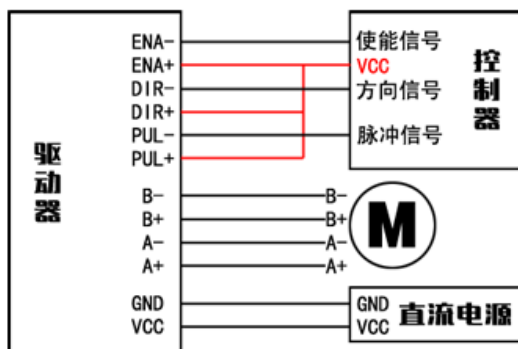 驱动器
ENA-
ENA+
DIR-
DIR+
PUL-
PUL+
B-
B+
A-
A+
GND
VCC
使能信号
VCC
方向信号
脉冲信号
控制器
B-
B+
A-
A+
M
GND
VCC
直流电源